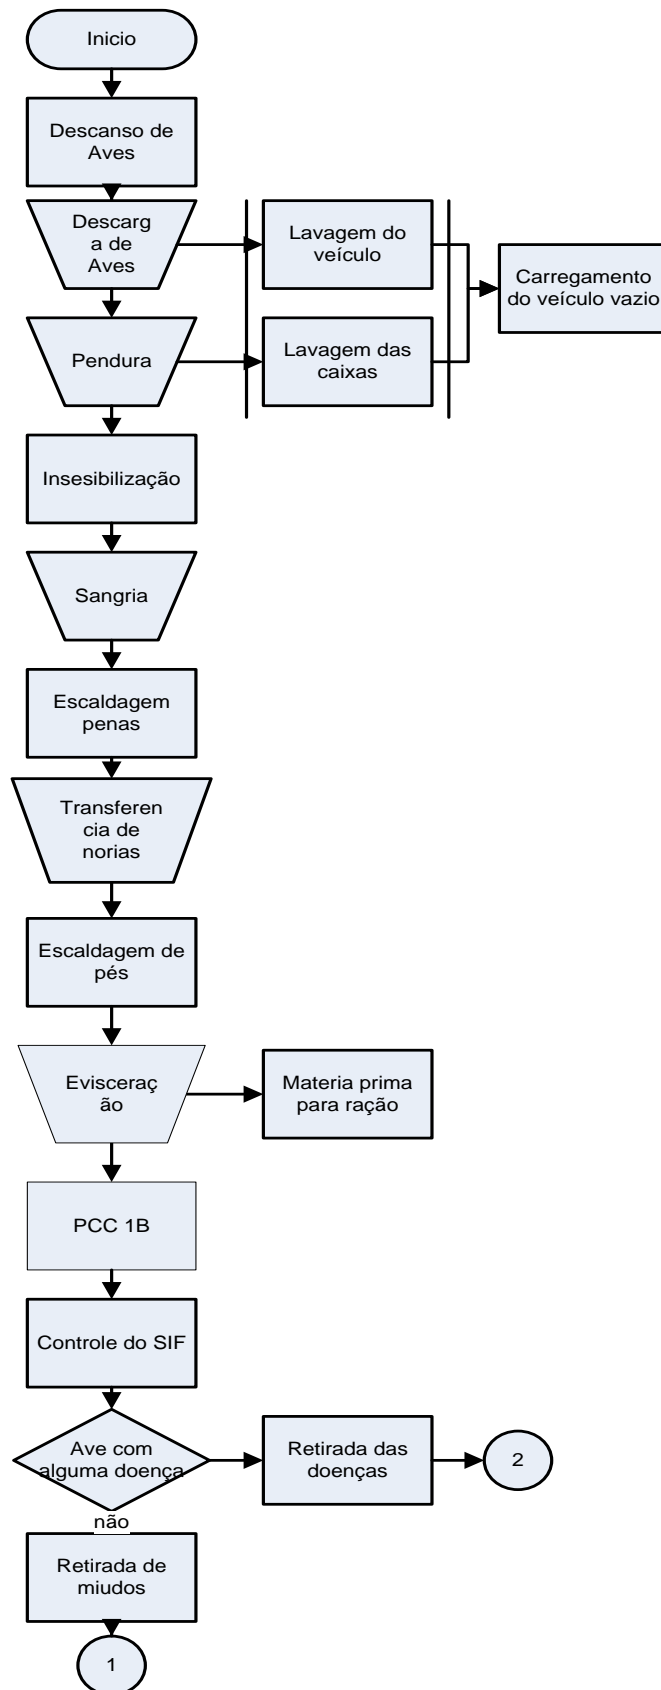 Inicio
Descanso de
Aves
Descarg
a de
Aves
Lavagem do
veículo
Carregamento
do veículo vazio
Pendura
Lavagem das
caixas
Insesibilização
Sangria
Escaldagem
penas
Transferen
cia de
norias
Escaldagem de
pés
Evisceraç
ão
Materia prima
para ração
PCC 1B
Controle do SIF
Ave com
alguma doença
Retirada das
doenças
2
não
Retirada de
miudos
1